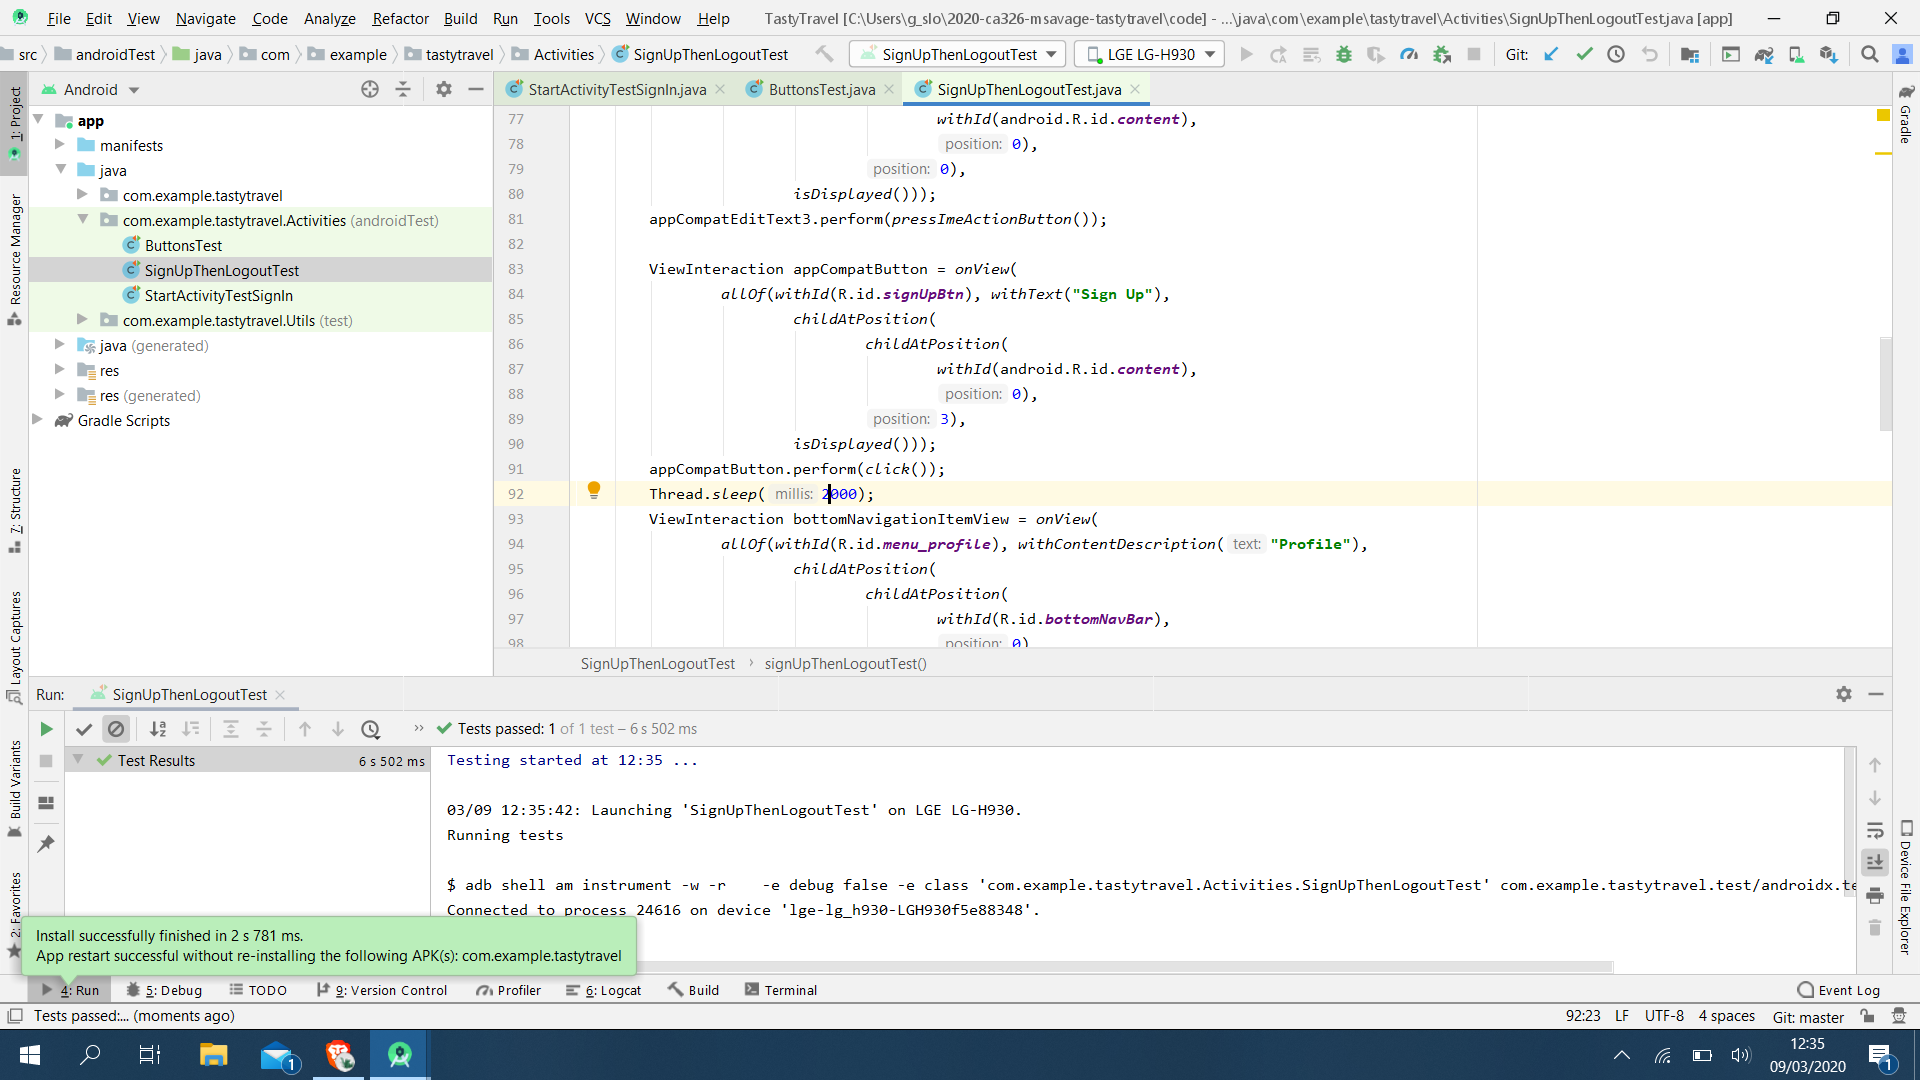 File Edit View Navigate Code Analyze Refactor Build Run Tools VCS Window Help TastyTravel [C:\Users\g_slo\2020-ca326-msavage-tastytravel\code] - ...\java\com\example\tastytravel\Activities\SignUpThenLogoutTest.java [app]
src androidTest java com example tastytravel Activities SignUpThenLogoutTest SignUpThenLogoutTest LGE LG-H930 Git:
Android StartActivityTestSignIn.java ButtonsTest.java SignUpThenLogoutTest.java
1: Project
Resource Manager
7: Structure
Layout Captures
Build Variants
2: Favorites
Gradle
Device File Explorer
app
manifests
java
com.example.tastytravel
com.example.tastytravel.Activities (androidTest)
ButtonsTest
SignUpThenLogoutTest
StartActivityTestSignIn
com.example.tastytravel.Utils (test)
java (generated)
res
res (generated)
Gradle Scripts
77 withId(android.R.id.content),
78 position: 0),
79 position: 0),
80 isDisplayed()));
81 appCompatEditText3.perform(pressImeActionButton());
82
83 ViewInteraction appCompatButton = onView(
84 allOf(withId(R.id.signUpBtn), withText("Sign Up"),
85 childAtPosition(
86 childAtPosition(
87 withId(android.R.id.content),
88 position: 0),
89 position: 3),
90 isDisplayed()));
91 appCompatButton.perform(click());
92 Thread.sleep( millis: 2000);
93 ViewInteraction bottomNavigationItemView = onView(
94 allOf(withId(R.id.menu_profile), withContentDescription( text: "Profile"),
95 childAtPosition(
96 childAtPosition(
97 withId(R.id.bottomNavBar),
98 position: 0)
SignUpThenLogoutTest › signUpThenLogoutTest()
Run: SignUpThenLogoutTest
» Tests passed: 1 of 1 test – 6 s 502 ms
Test Results 6 s 502 ms
Testing started at 12:35 ...
03/09 12:35:42: Launching 'SignUpThenLogoutTest' on LGE LG-H930.
Running tests
$ adb shell am instrument -w -r -e debug false -e class 'com.example.tastytravel.Activities.SignUpThenLogoutTest' com.example.tastytravel.test/androidx.te
Connected to process 24616 on device 'lge-lg_h930-LGH930f5e88348'.
Install successfully finished in 2 s 781 ms.
App restart successful without re-installing the following APK(s): com.example.tastytravel
4: Run 5: Debug TODO 9: Version Control Profiler 6: Logcat Build Terminal Event Log
Tests passed:... (moments ago) 92:23 LF UTF-8 4 spaces Git: master
1
12:35
09/03/2020
1